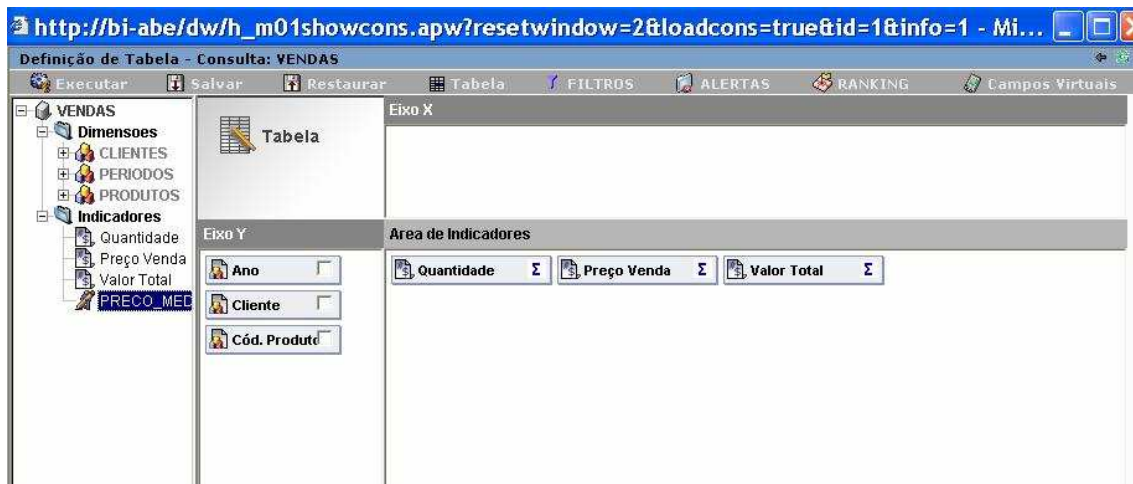 http://bi-abe/dw/h_m01showcons.apw?resetwindow=2&loadcons=true&id=1&info=1 - Mi...
Definição de Tabela - Consulta: VENDAS
Executar Salvar Restaurar Tabela FILTROS ALERTAS RANKING Campos Virtuais
VENDAS
Dimensoes
CLIENTES
PERIODOS
PRODUTOS
Indicadores
Quantidade
Preço Venda
Valor Total
PRECO_MED
Tabela
Eixo X
Eixo Y
Ano
Cliente
Cód. Produto
Area de Indicadores
Quantidade Σ Preço Venda Σ Valor Total Σ